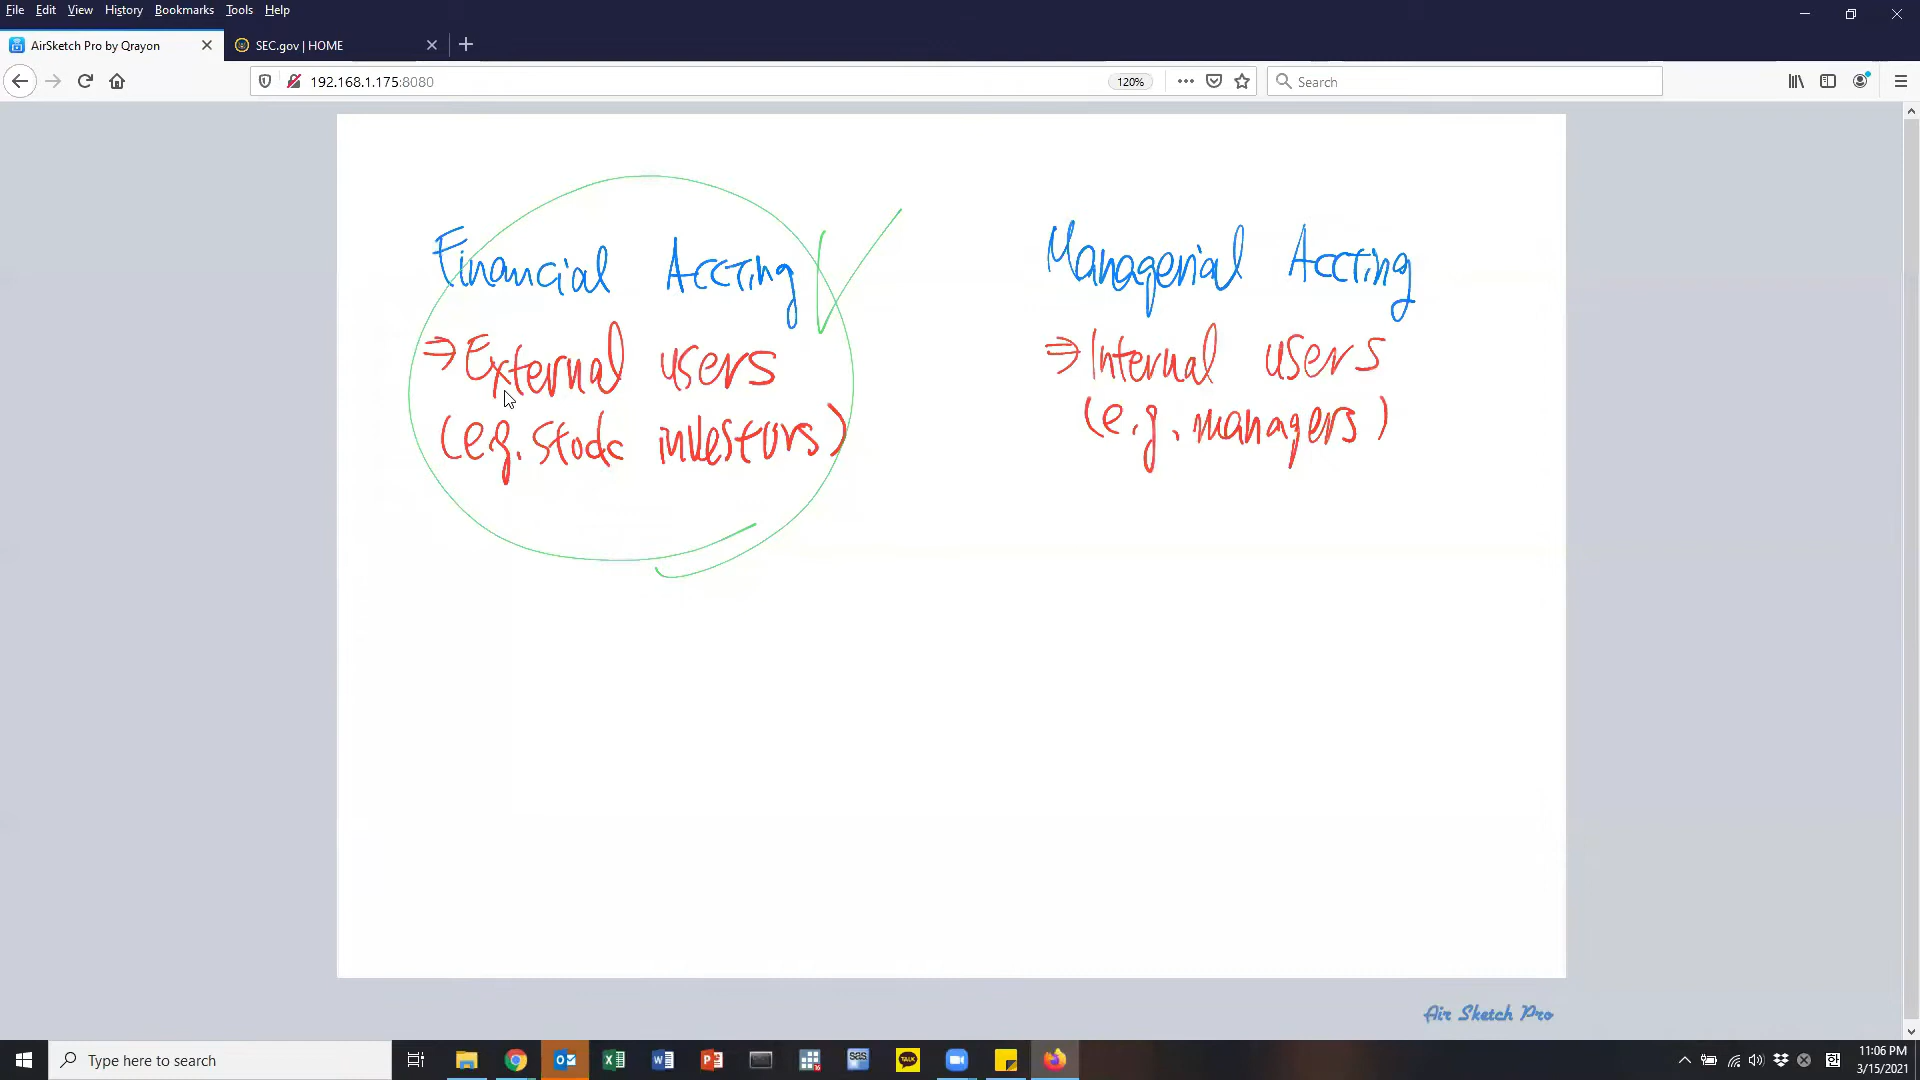 File Edit View History Bookmarks Tools Help
AirSketch Pro by Qrayon
SEC.gov | HOME
192.168.1.175:8080
120%
Search
Financial Accting
⇒ External users
(e.g. stock investors)
Managerial Accting
⇒ Internal users
(e.g. managers)
Air Sketch Pro
Type here to search
11:06 PM
3/15/2021